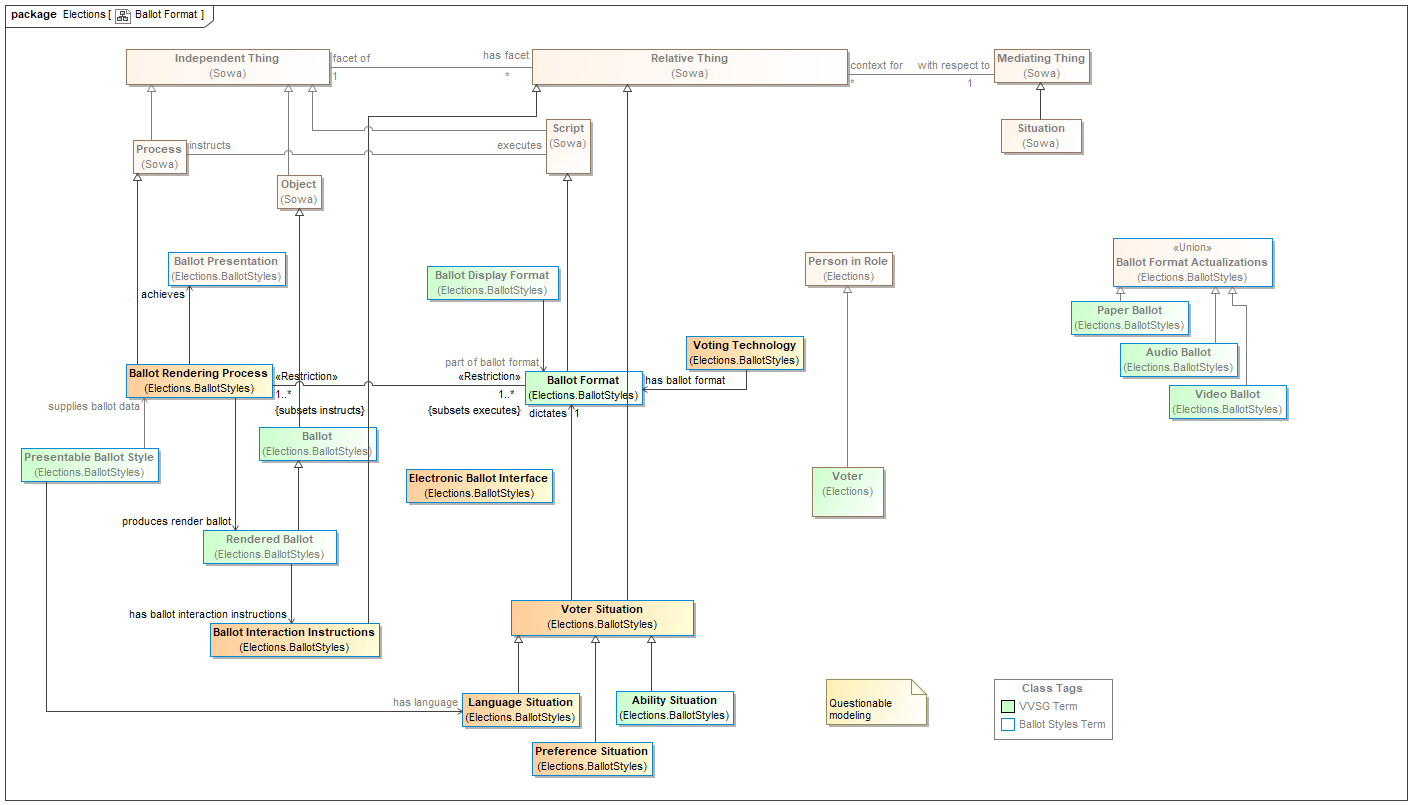 package Elections [ Ballot Format ]
Independent Thing
(Sowa)
facet of
1
has facet
*
Relative Thing
(Sowa)
context for
*
with respect to
1
Mediating Thing
(Sowa)
Situation
(Sowa)
Script
(Sowa)
Process
(Sowa)
instructs
executes
Object
(Sowa)
Ballot Presentation
(Elections.BallotStyles)
achieves
Ballot Display Format
(Elections.BallotStyles)
Person in Role
(Elections)
«Union»
Ballot Format Actualizations
(Elections.BallotStyles)
Paper Ballot
(Elections.BallotStyles)
Audio Ballot
(Elections.BallotStyles)
Video Ballot
(Elections.BallotStyles)
Voting Technology
(Elections.BallotStyles)
has ballot format
part of ballot format
Ballot Rendering Process
(Elections.BallotStyles)
«Restriction»
1..*
{subsets instructs}
«Restriction»
1..*
{subsets executes}
Ballot Format
(Elections.BallotStyles)
dictates
1
supplies ballot data
Presentable Ballot Style
(Elections.BallotStyles)
Ballot
(Elections.BallotStyles)
Electronic Ballot Interface
(Elections.BallotStyles)
Voter
(Elections)
produces render ballot
Rendered Ballot
(Elections.BallotStyles)
has ballot interaction instructions
Ballot Interaction Instructions
(Elections.BallotStyles)
Voter Situation
(Elections.BallotStyles)
has language
Language Situation
(Elections.BallotStyles)
Ability Situation
(Elections.BallotStyles)
Preference Situation
(Elections.BallotStyles)
Questionable
modeling
Class Tags
VVSG Term
Ballot Styles Term